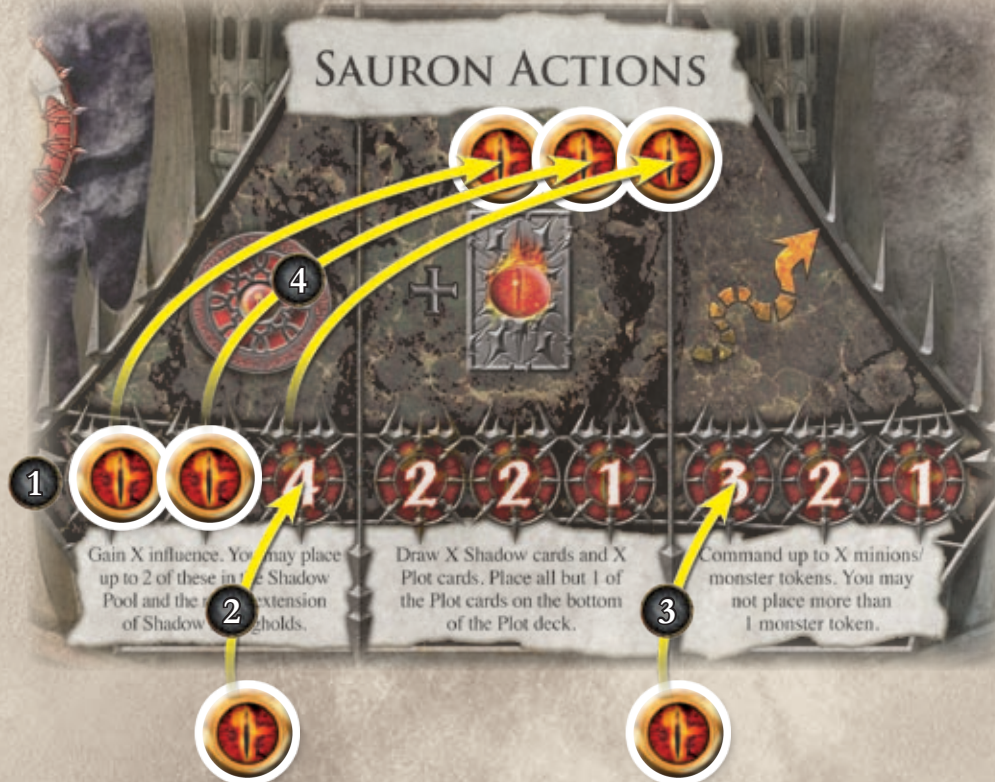 SAURON ACTIONS
4
1
4 2 2 1 3 2 1
Gain X influence. You may place
up to 2 of these in the Shadow
Pool and the extension
of Shadow
Draw X Shadow cards and X
Plot cards. Place all but 1 of
the Plot cards on the bottom
of the Plot deck.
Command up to X minions/
monster tokens. You may
not place more than
1 monster token.
2
3